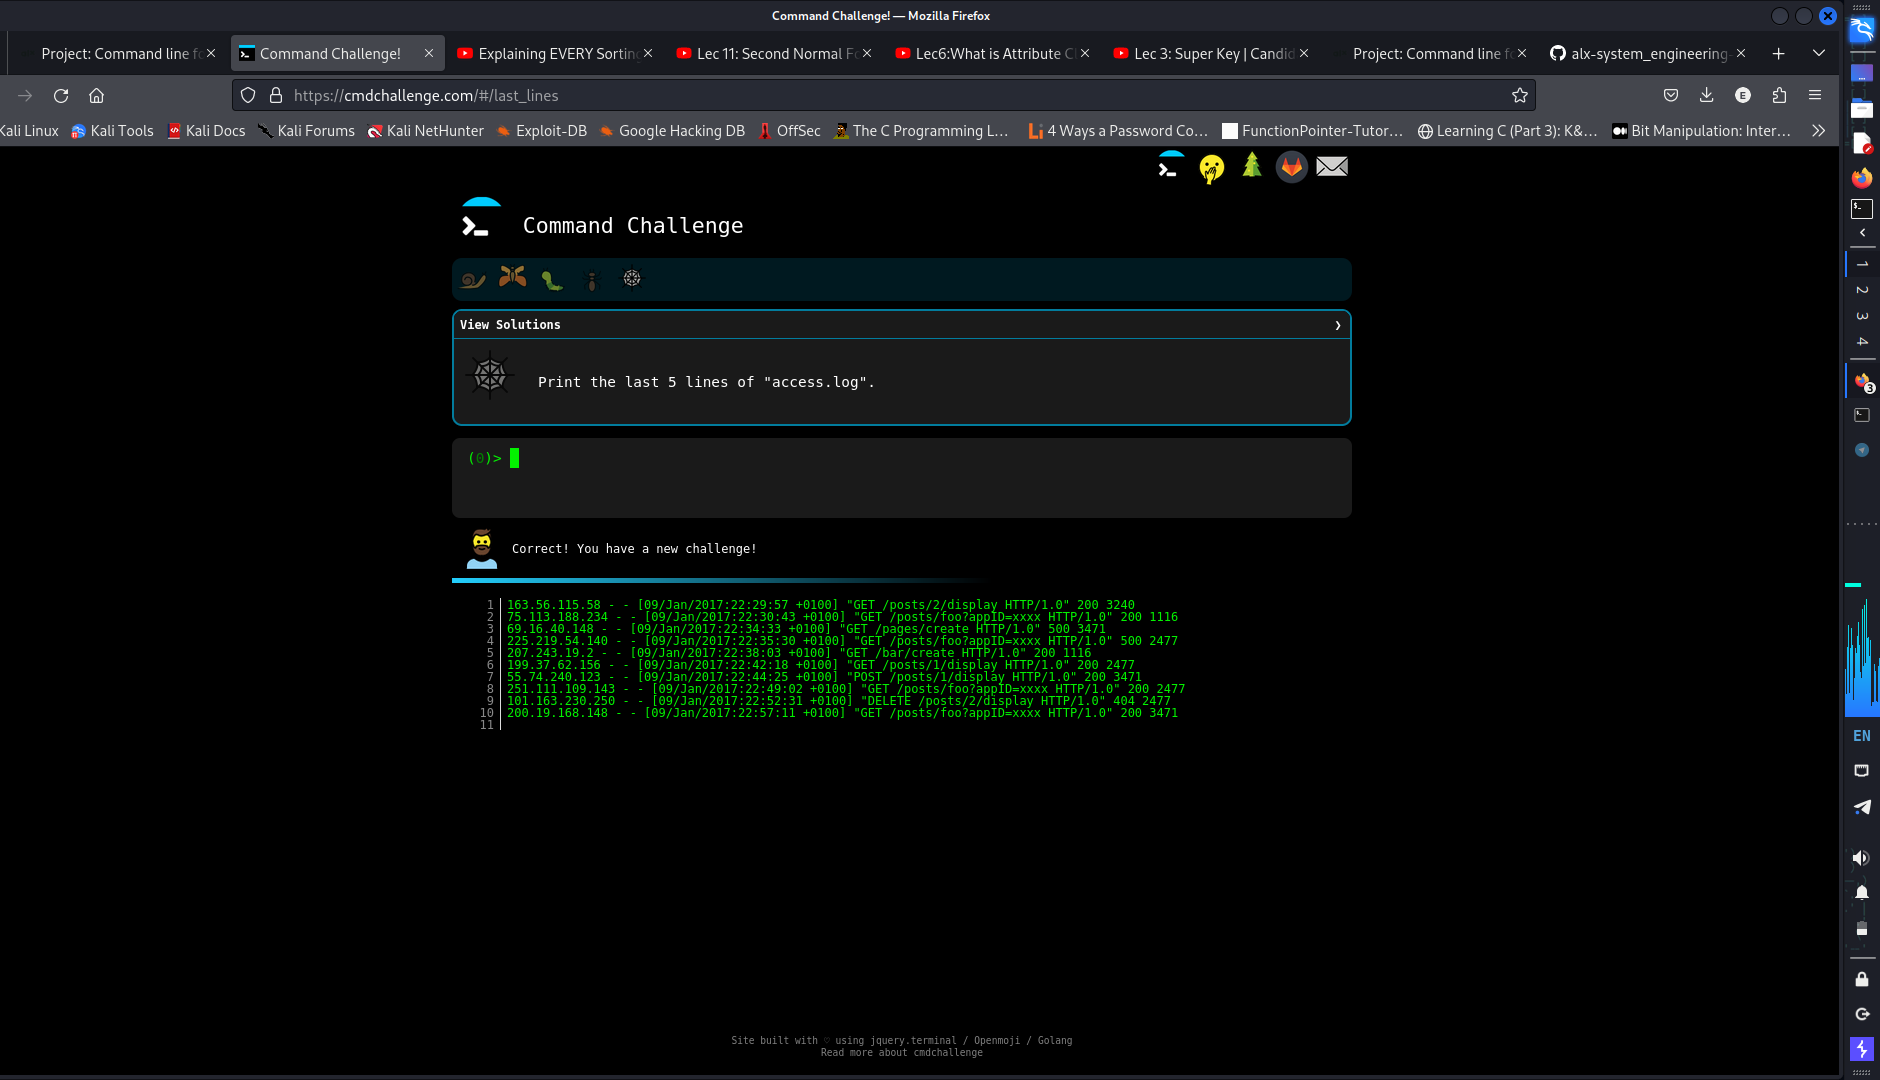 Command Challenge! — Mozilla Firefox
Project: Command line fo
Command Challenge!
Explaining EVERY Sorting
Lec 11: Second Normal Fo
Lec6:What is Attribute Cl
Lec 3: Super Key | Candid
Project: Command line fo
alx-system_engineering-
https://cmdchallenge.com/#/last_lines
E
Kali Linux
Kali Tools
Kali Docs
Kali Forums
Kali NetHunter
Exploit-DB
Google Hacking DB
OffSec
The C Programming L…
4 Ways a Password Co…
FunctionPointer-Tutor…
Learning C (Part 3): K&…
Bit Manipulation: Inter…
Command Challenge
View Solutions
Print the last 5 lines of "access.log".
(0)>
Correct! You have a new challenge!
1 163.56.115.58 - - [09/Jan/2017:22:29:57 +0100] "GET /posts/2/display HTTP/1.0" 200 3240
2 75.113.188.234 - - [09/Jan/2017:22:30:43 +0100] "GET /posts/foo?appID=xxxx HTTP/1.0" 200 1116
3 69.16.40.148 - - [09/Jan/2017:22:34:33 +0100] "GET /pages/create HTTP/1.0" 500 3471
4 225.219.54.140 - - [09/Jan/2017:22:35:30 +0100] "GET /posts/foo?appID=xxxx HTTP/1.0" 500 2477
5 207.243.19.2 - - [09/Jan/2017:22:38:03 +0100] "GET /bar/create HTTP/1.0" 200 1116
6 199.37.62.156 - - [09/Jan/2017:22:42:18 +0100] "GET /posts/1/display HTTP/1.0" 200 2477
7 55.74.240.123 - - [09/Jan/2017:22:44:25 +0100] "POST /posts/1/display HTTP/1.0" 200 3471
8 251.111.109.143 - - [09/Jan/2017:22:49:02 +0100] "GET /posts/foo?appID=xxxx HTTP/1.0" 200 2477
9 101.163.230.250 - - [09/Jan/2017:22:52:31 +0100] "DELETE /posts/2/display HTTP/1.0" 404 2477
10 200.19.168.148 - - [09/Jan/2017:22:57:11 +0100] "GET /posts/foo?appID=xxxx HTTP/1.0" 200 3471
11
Site built with ♡ using jquery.terminal / Openmoji / Golang
Read more about cmdchallenge
1
2
3
4
3
EN